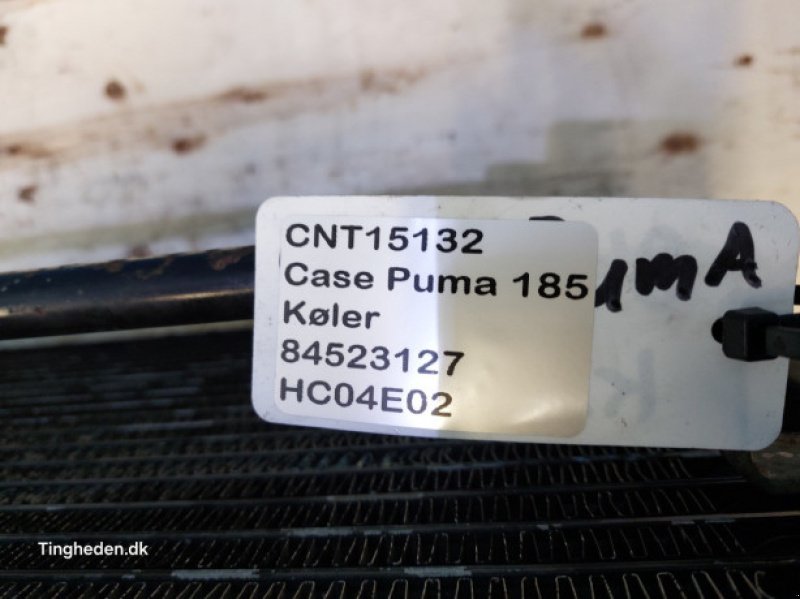 CNT15132
Case Puma 185
Køler
84523127
HC04E02
PumA
Tingheden.dk